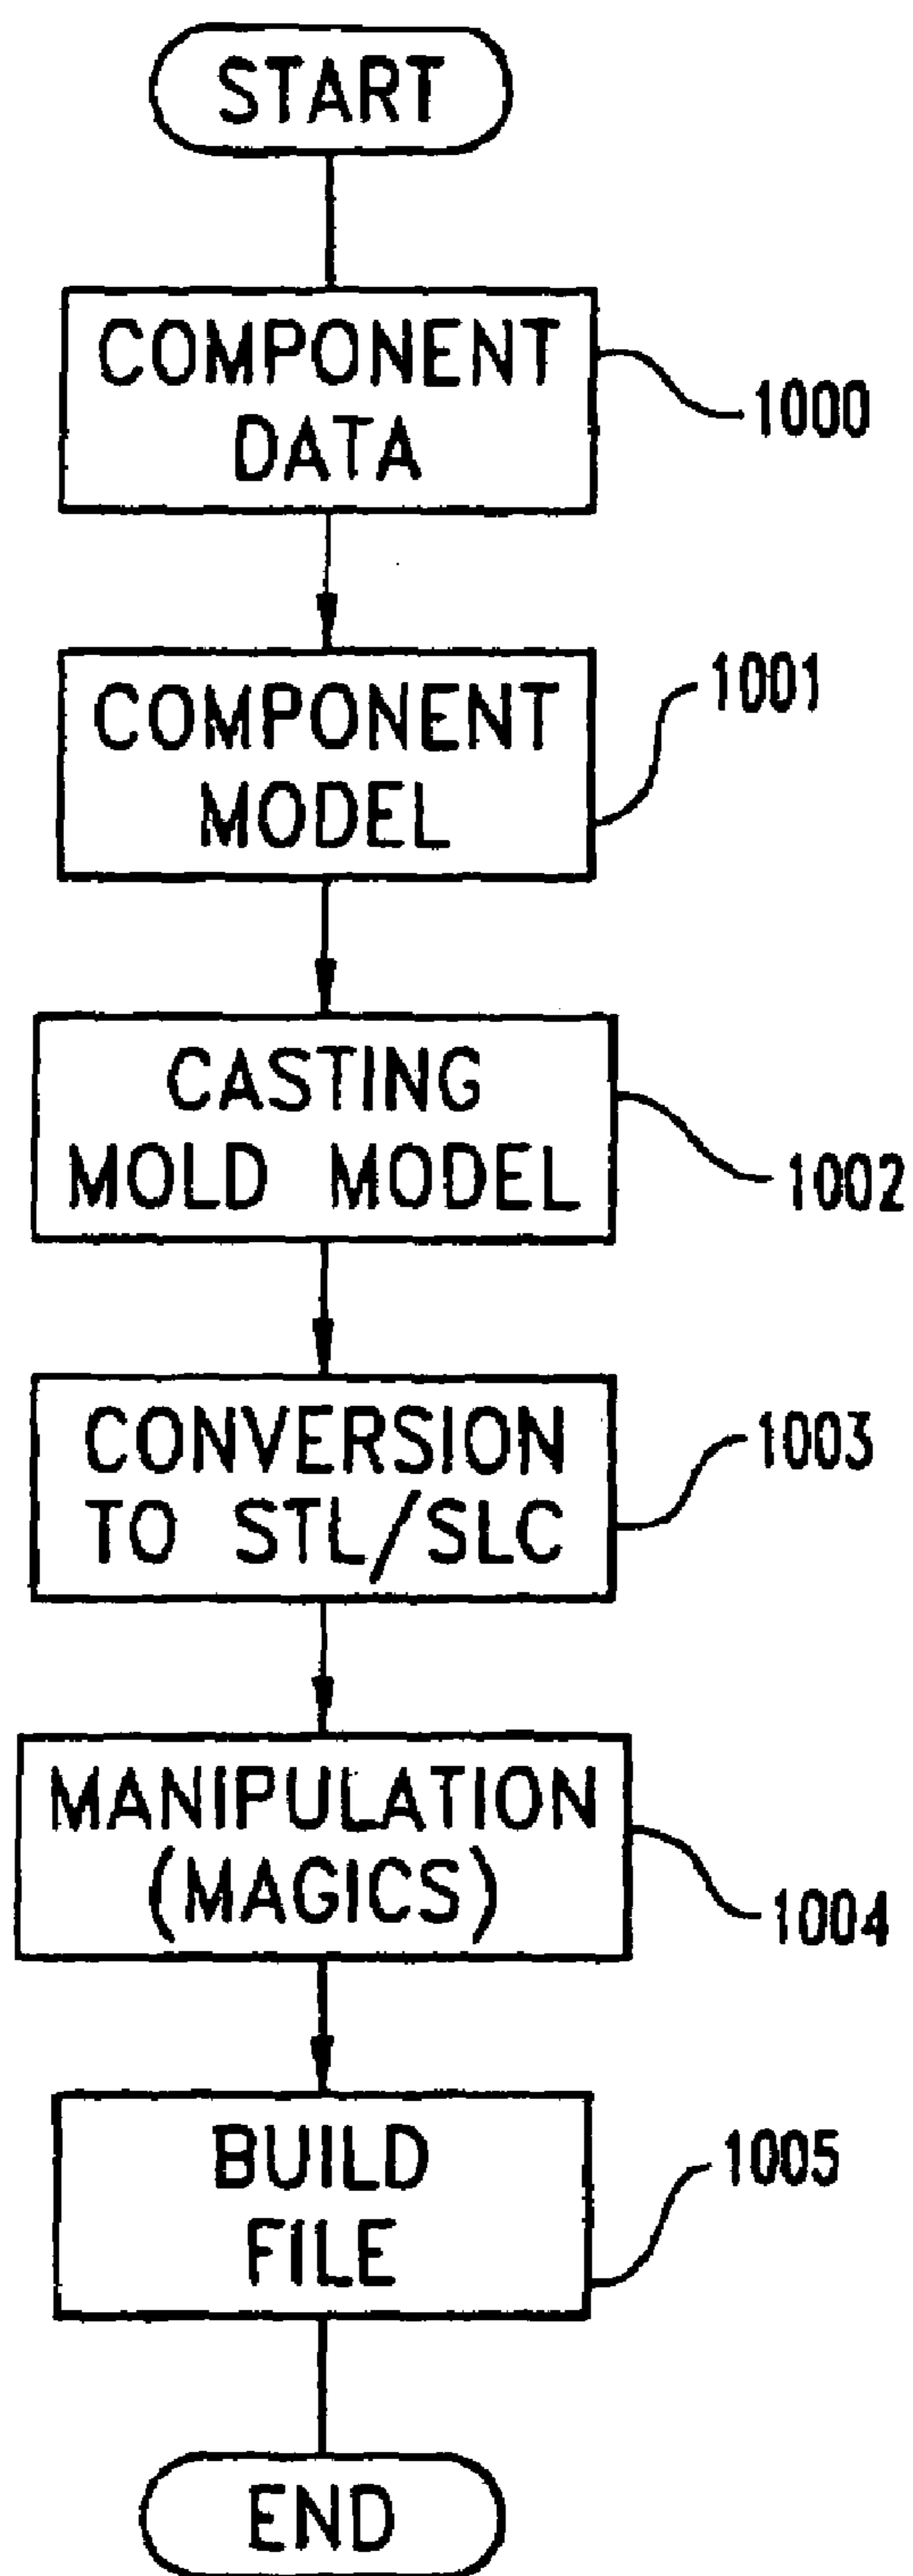 START
COMPONENT
DATA
1000
COMPONENT
MODEL
1001
CASTING
MOLD MODEL
1002
CONVERSION
TO STL/SLC
1003
MANIPULATION
(MAGICS)
1004
BUILD
FILE
1005
END